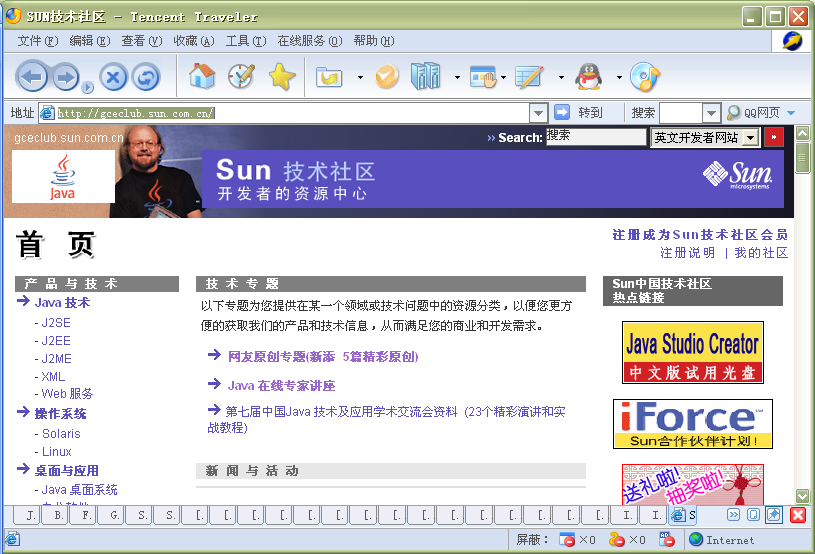 SUN技术社区 - Tencent Traveler
文件(F) 编辑(E) 查看(V) 收藏(A) 工具(T) 在线服务(O) 帮助(H)
地址 http://gceclub.sun.com.cn/ 转到 搜索 QQ网页
gceclub.sun.com.cn
›› Search: 搜索 英文开发者网站
Java
Sun 技术社区
开发者的资源中心
Sun
microsystems
首 页
注册成为Sun技术社区会员
注册说明 | 我的社区
产 品 与 技 术
Java 技术
- J2SE
- J2EE
- J2ME
- XML
- Web 服务
操作系统
- Solaris
- Linux
桌面与应用
- Java 桌面系统
技 术 专 题
以下专题为您提供在某一个领域或技术问题中的资源分类，以便您更方
便的获取我们的产品和技术信息，从而满足您的商业和开发需求。
网友原创专题(新添 5篇精彩原创)
Java 在线专家讲座
第七届中国Java 技术及应用学术交流会资料 (23个精彩演讲和实
战教程)
新 闻 与 活 动
Sun中国技术社区
热点链接
Java Studio Creator
中文版试用光盘
iForce
Sun合作伙伴计划!
送礼啦!
抽奖啦!
J. B. F. G. S. S. [. [. [. [. [. [. [. [. [. [. [. [. [. [. [. I. I. S
屏蔽： ×0 ×0 Internet